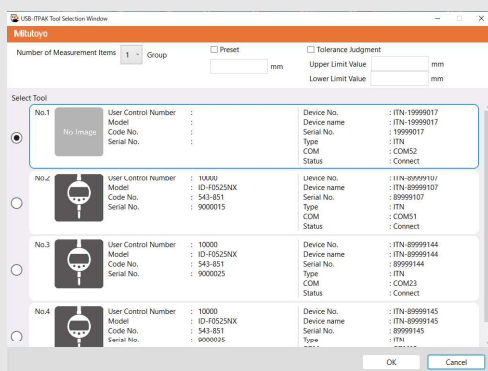 USB-ITPAK Tool Selection Window
Mitutoyo
Number of Measurement Items 1 Group
Preset
mm
Tolerance Judgment
Upper Limit Value mm
Lower Limit Value mm
Select Tool
No.1
No Image
User Control Number :
Model :
Code No. :
Serial No. :
Device No. : ITN-19999017
Device name : ITN-19999017
Serial No. : 19999017
Type : ITN
COM : COM52
Status : Connect
No.2
User Control Number : 10000
Model : ID-F0525NX
Code No. : 543-851
Serial No. : 9000015
Device No. : ITN-89999107
Device name : ITN-89999107
Serial No. : 89999107
Type : ITN
COM : COM51
Status : Connect
No.3
User Control Number : 10000
Model : ID-F0525NX
Code No. : 543-851
Serial No. : 9000025
Device No. : ITN-89999144
Device name : ITN-89999144
Serial No. : 89999144
Type : ITN
COM : COM23
Status : Connect
No.4
User Control Number : 10000
Model : ID-F0525NX
Code No. : 543-851
Serial No. : 9000025
Device No. : ITN-89999145
Device name : ITN-89999145
Serial No. : 89999145
Type : ITN
OK
Cancel